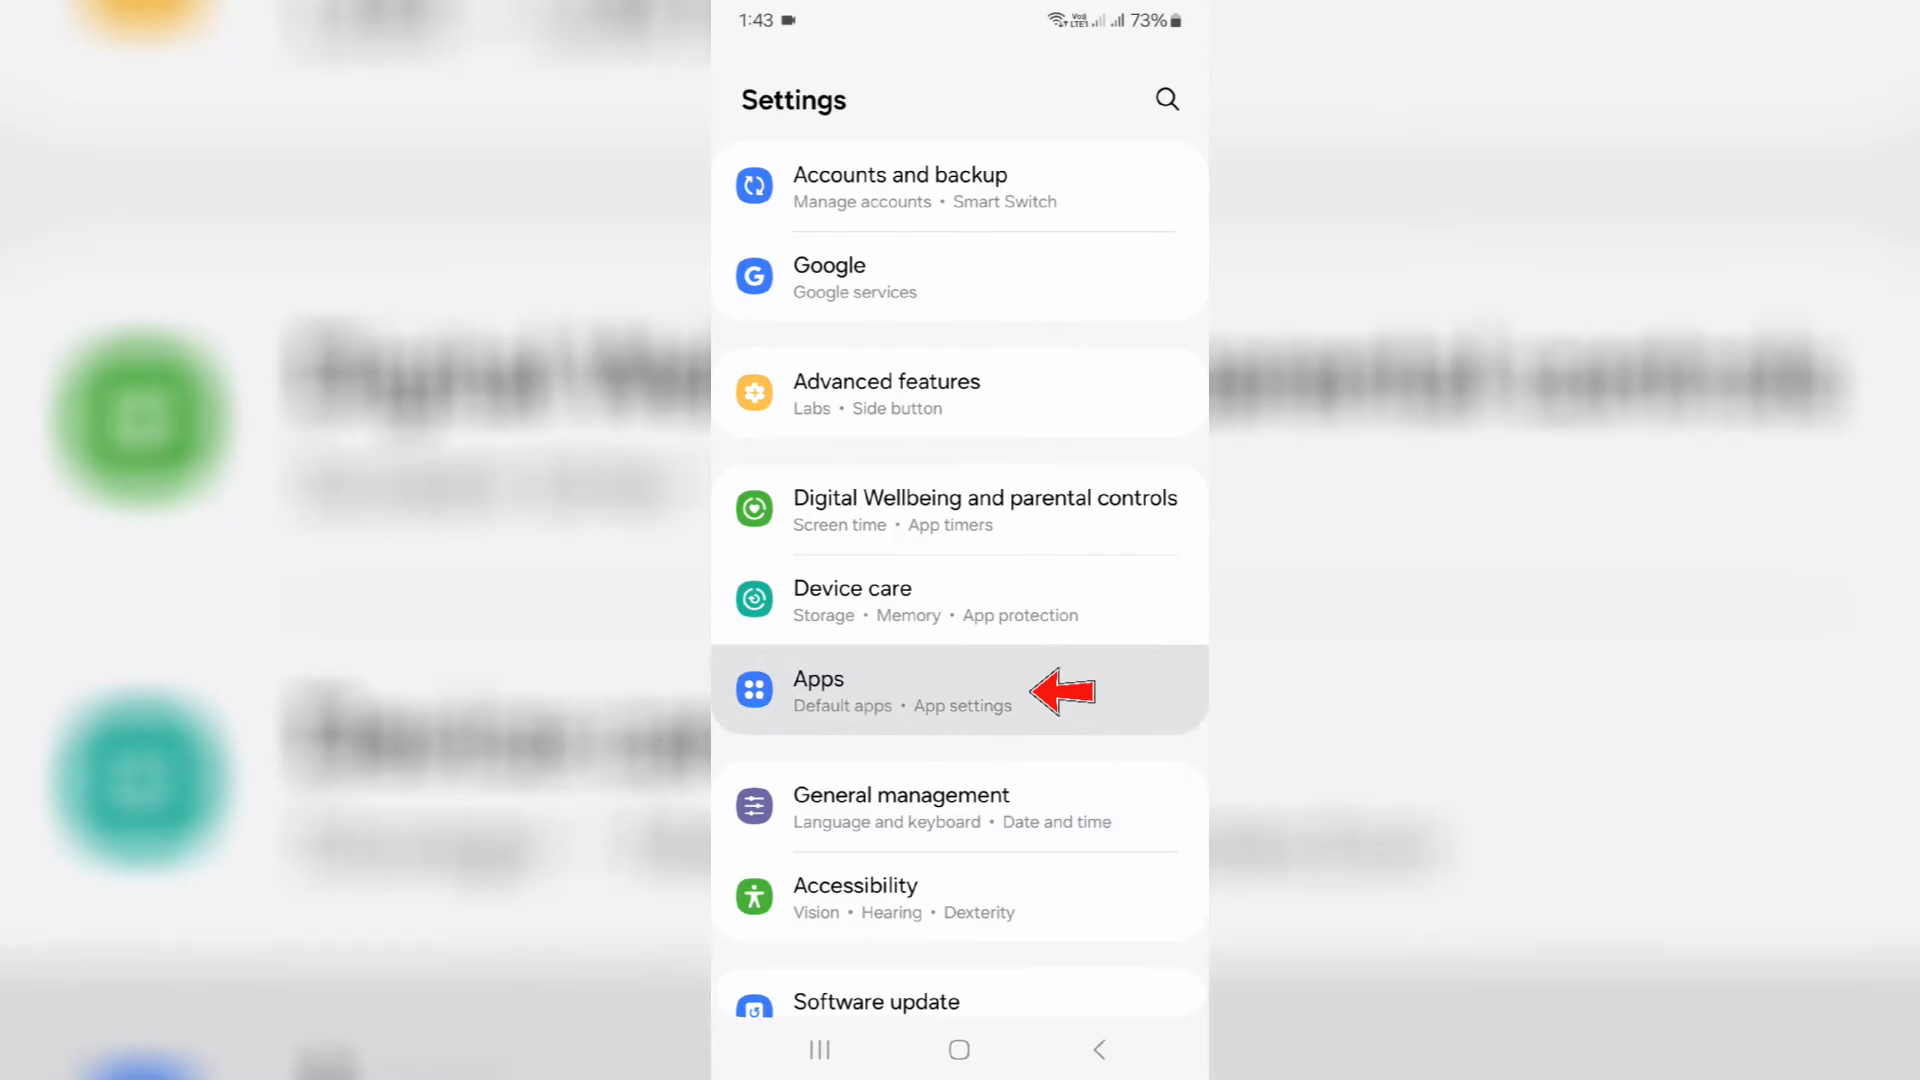 1:43 73%
Settings
Accounts and backup
Manage accounts • Smart Switch
Google
Google services
Advanced features
Labs • Side button
Digital Wellbeing and parental controls
Screen time • App timers
Device care
Storage • Memory • App protection
Apps
Default apps • App settings
General management
Language and keyboard • Date and time
Accessibility
Vision • Hearing • Dexterity
Software update